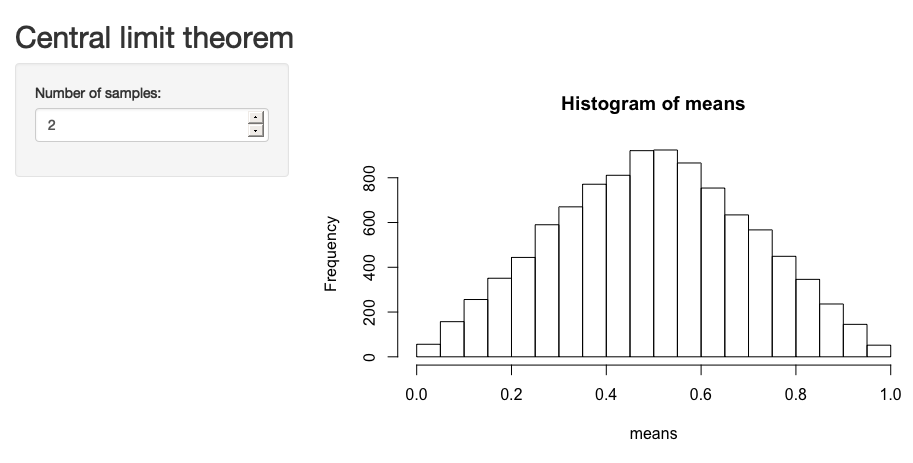 Central limit theorem
Number of samples:
2
Histogram of means
Frequency
800
600
400
200
0
0.0 0.2 0.4 0.6 0.8 1.0
means